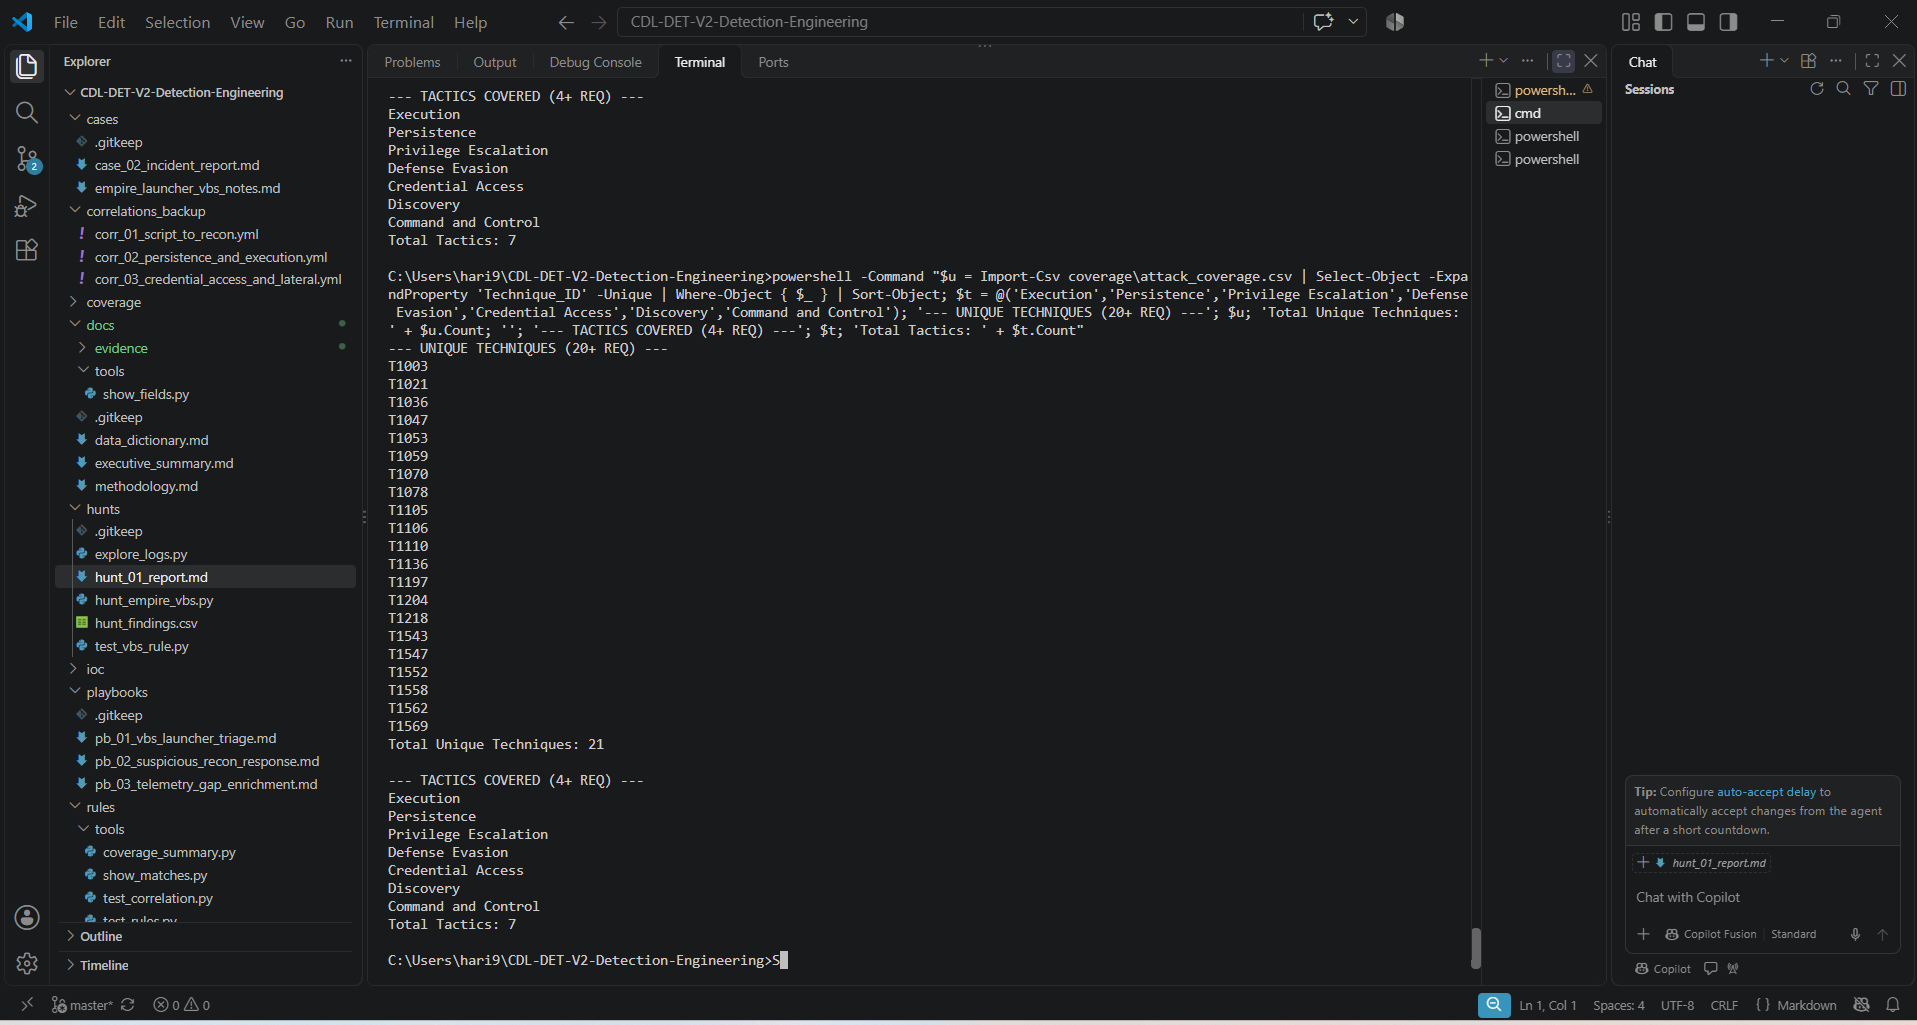 File Edit Selection View Go Run Terminal Help
CDL-DET-V2-Detection-Engineering
Explorer
CDL-DET-V2-Detection-Engineering
cases
.gitkeep
case_02_incident_report.md
empire_launcher_vbs_notes.md
correlations_backup
! corr_01_script_to_recon.yml
! corr_02_persistence_and_execution.yml
! corr_03_credential_access_and_lateral.yml
coverage
docs
evidence
tools
show_fields.py
.gitkeep
data_dictionary.md
executive_summary.md
methodology.md
hunts
.gitkeep
explore_logs.py
hunt_01_report.md
hunt_empire_vbs.py
hunt_findings.csv
test_vbs_rule.py
ioc
playbooks
.gitkeep
pb_01_vbs_launcher_triage.md
pb_02_suspicious_recon_response.md
pb_03_telemetry_gap_enrichment.md
rules
tools
coverage_summary.py
show_matches.py
test_correlation.py
test_rules.py
Outline
Timeline
2
Problems Output Debug Console Terminal Ports
--- TACTICS COVERED (4+ REQ) ---
Execution
Persistence
Privilege Escalation
Defense Evasion
Credential Access
Discovery
Command and Control
Total Tactics: 7
C:\Users\hari9\CDL-DET-V2-Detection-Engineering>powershell -Command "$u = Import-Csv coverage\attack_coverage.csv | Select-Object -Expa
ndProperty 'Technique_ID' -Unique | Where-Object { $_ } | Sort-Object; $t = @('Execution','Persistence','Privilege Escalation','Defense
 Evasion','Credential Access','Discovery','Command and Control'); '--- UNIQUE TECHNIQUES (20+ REQ) ---'; $u; 'Total Unique Techniques:
' + $u.Count; ''; '--- TACTICS COVERED (4+ REQ) ---'; $t; 'Total Tactics: ' + $t.Count"
--- UNIQUE TECHNIQUES (20+ REQ) ---
T1003
T1021
T1036
T1047
T1053
T1059
T1070
T1078
T1105
T1106
T1110
T1136
T1197
T1204
T1218
T1543
T1547
T1552
T1558
T1562
T1569
Total Unique Techniques: 21
--- TACTICS COVERED (4+ REQ) ---
Execution
Persistence
Privilege Escalation
Defense Evasion
Credential Access
Discovery
Command and Control
Total Tactics: 7
C:\Users\hari9\CDL-DET-V2-Detection-Engineering>S
powersh...
cmd
powershell
powershell
Chat
Sessions
Tip: Configure auto-accept delay to
automatically accept changes from the agent
after a short countdown.
hunt_01_report.md
Chat with Copilot
Copilot Fusion Standard
Copilot
master* 0 0
Ln 1, Col 1 Spaces: 4 UTF-8 CRLF { } Markdown